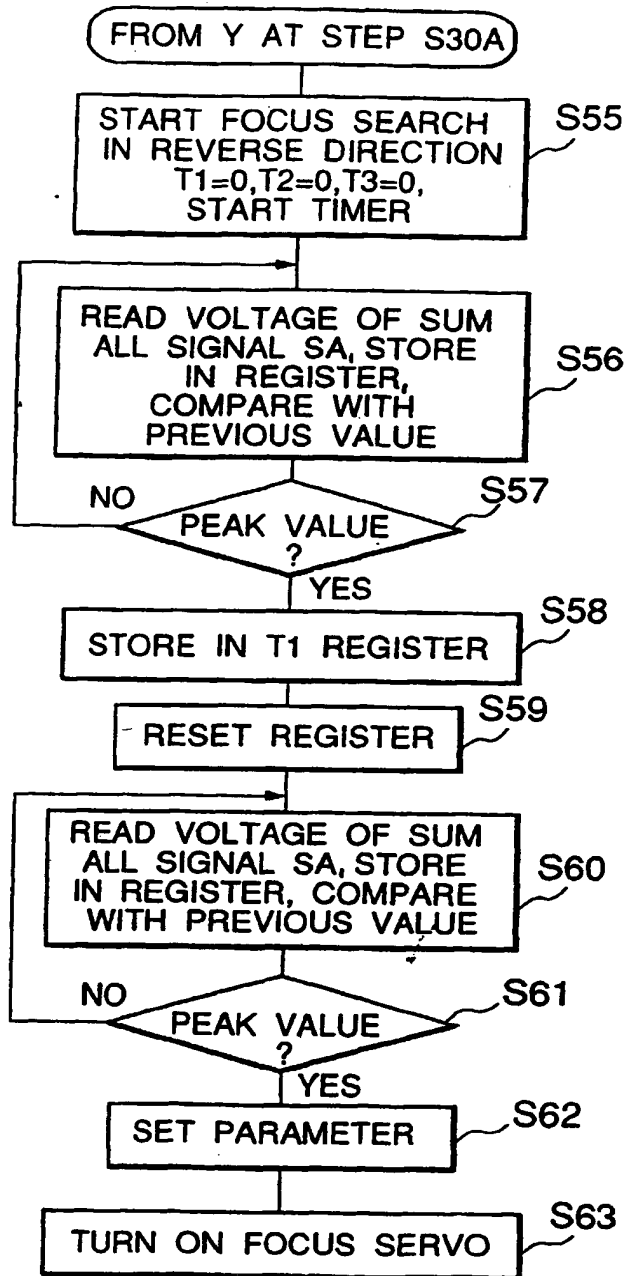 FROM Y AT STEP S30A
START FOCUS SEARCH
IN REVERSE DIRECTION
T1=0,T2=0,T3=0,
START TIMER
S55
READ VOLTAGE OF SUM
ALL SIGNAL SA, STORE
IN REGISTER,
COMPARE WITH
PREVIOUS VALUE
S56
NO
PEAK VALUE
?
S57
YES
STORE IN T1 REGISTER
S58
RESET REGISTER
S59
READ VOLTAGE OF SUM
ALL SIGNAL SA, STORE
IN REGISTER, COMPARE
WITH PREVIOUS VALUE
S60
NO
PEAK VALUE
?
S61
YES
SET PARAMETER
S62
TURN ON FOCUS SERVO
S63